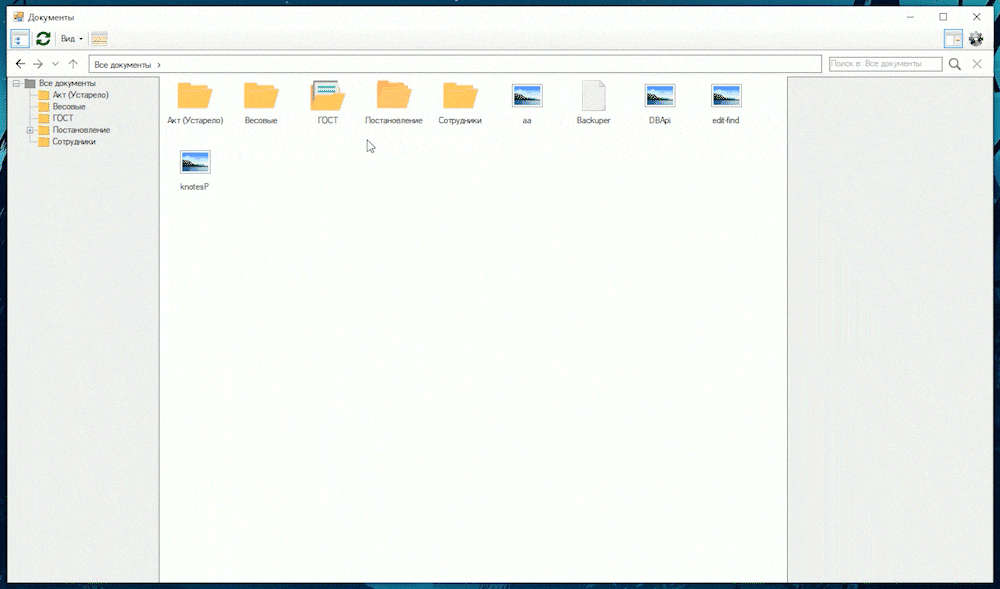 Документы
Вид
Все документы
Поиск в: Все документы
Все документы
Акт (Устарело)
Весовые
ГОСТ
Постановление
Сотрудники
Акт (Устарело)
Весовые
ГОСТ
Постановление
Сотрудники
aa
Backuper
DBApi
edit-find
knotesP